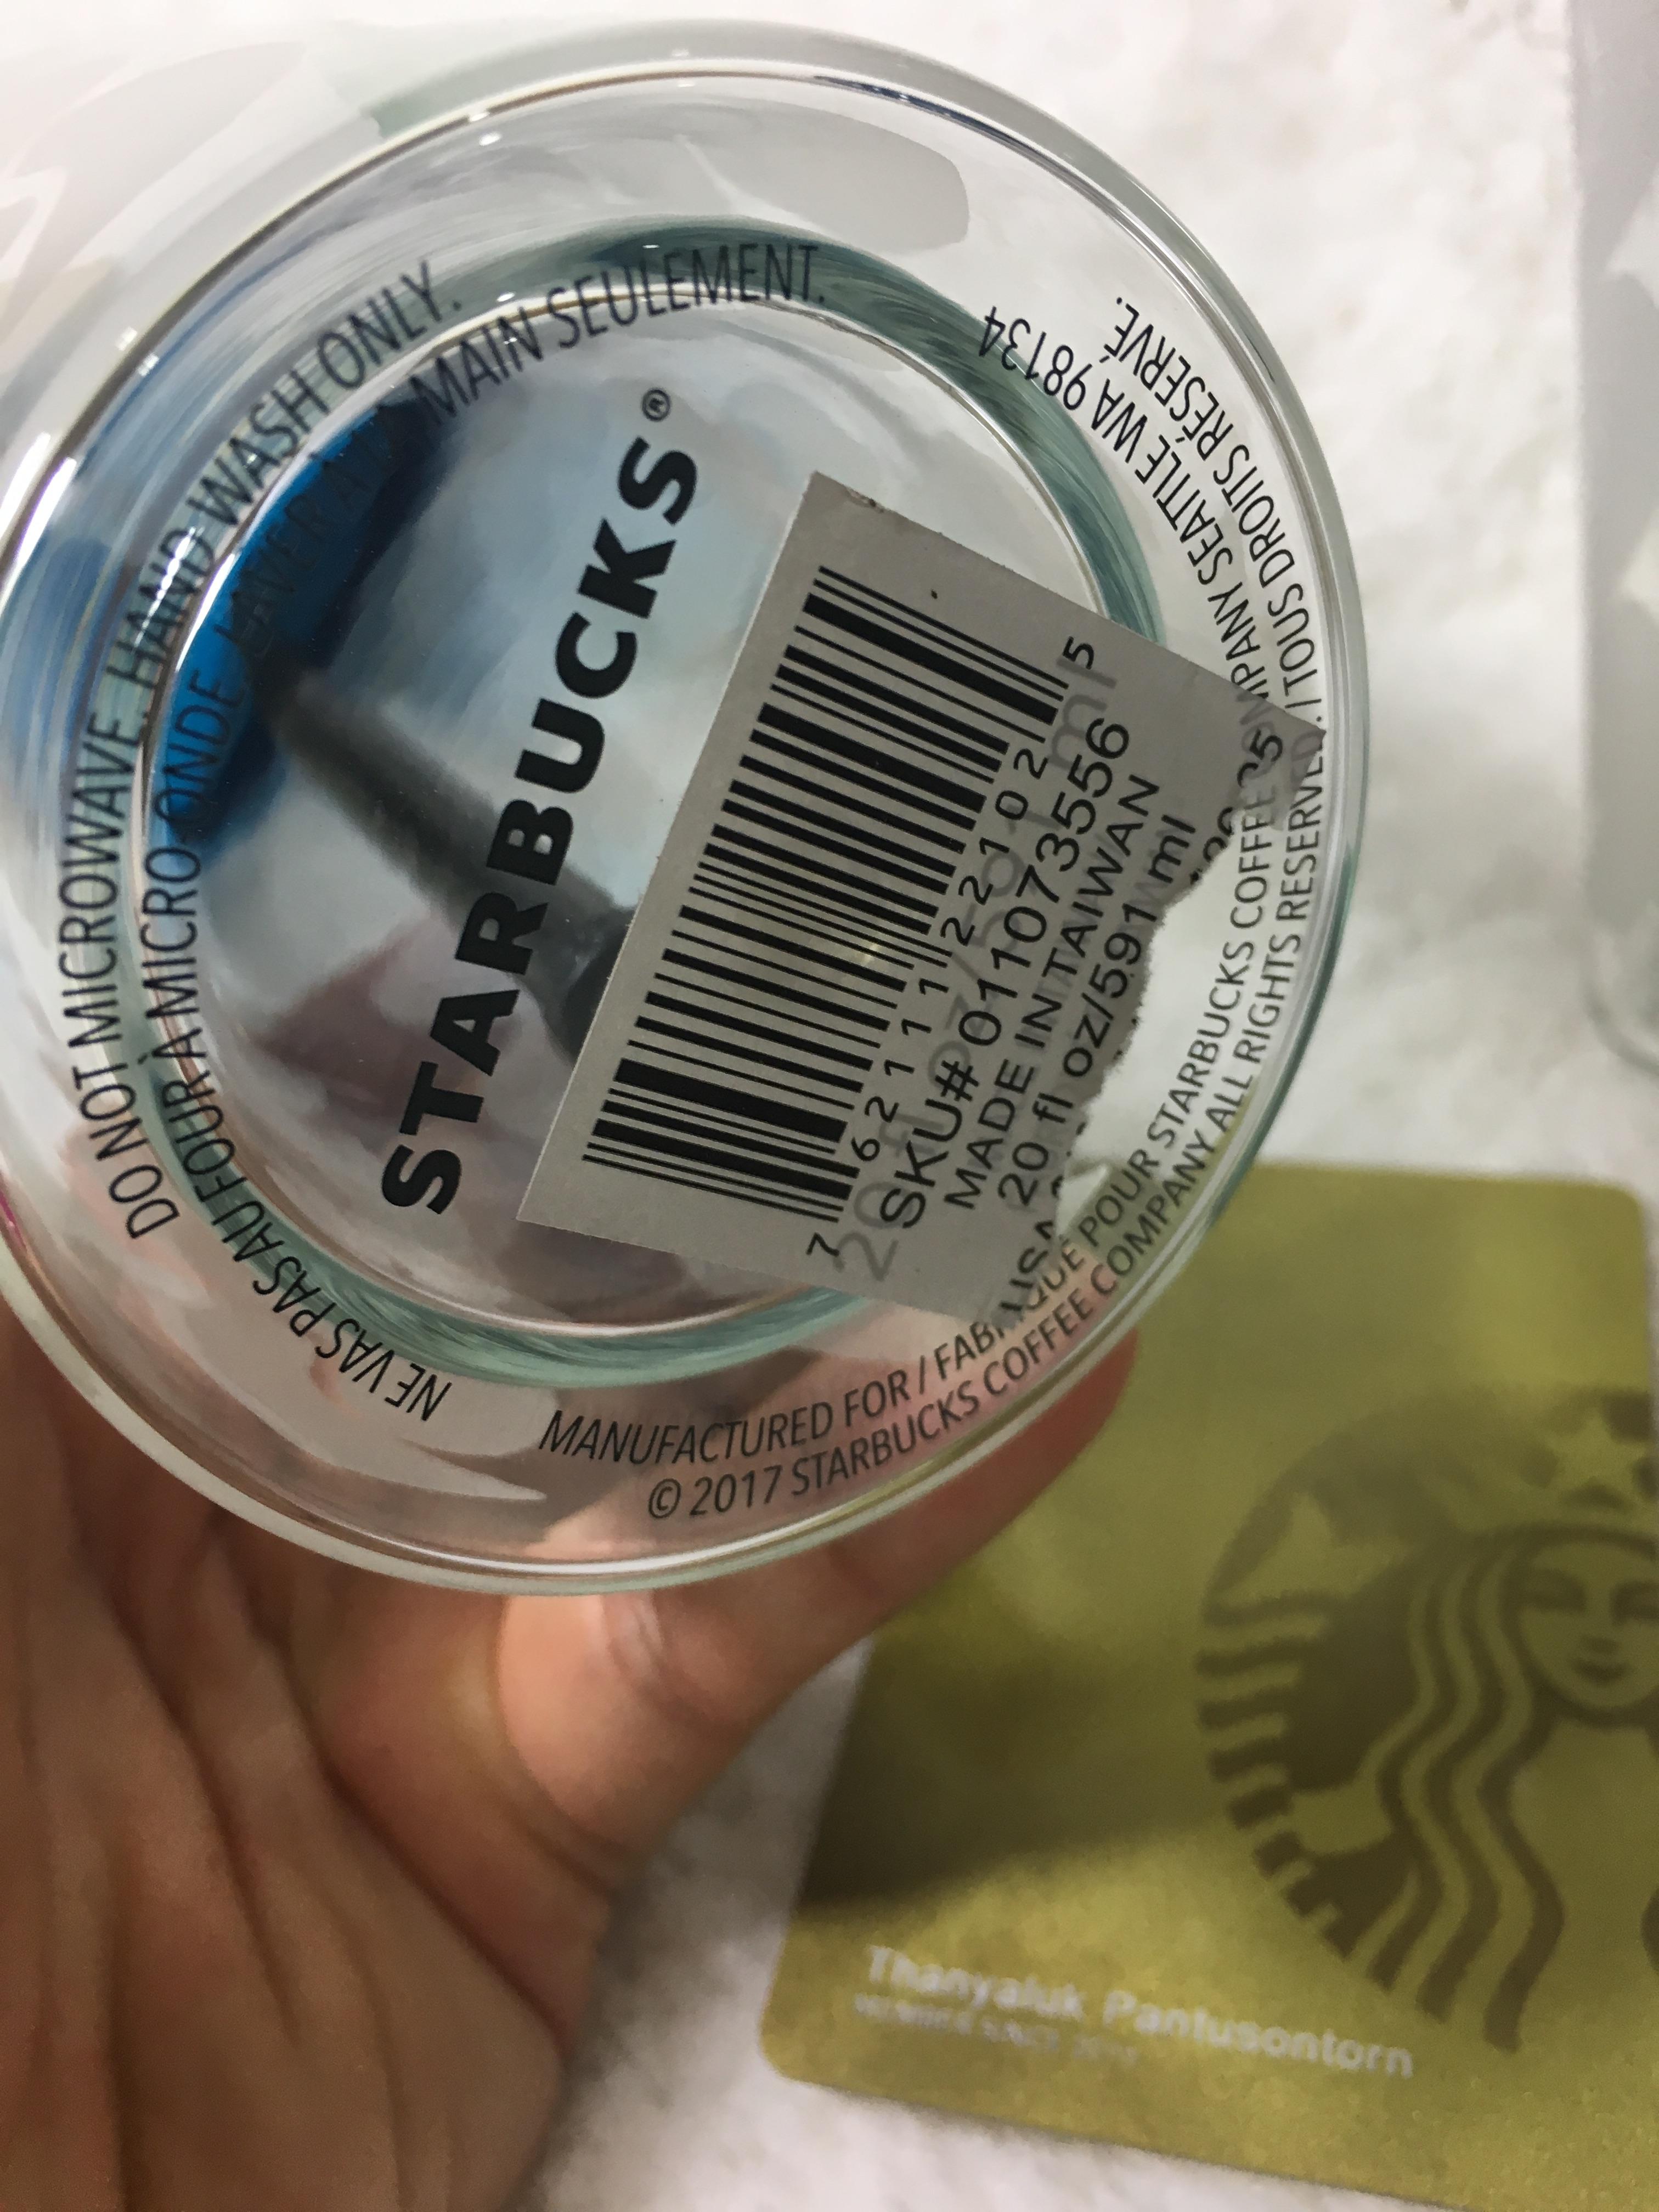 DO NOT MICROWAVE. HAND WASH ONLY.
NE VAS PAS AU FOUR À MICRO-ONDE. LAVER À LA MAIN SEULEMENT.
STARBUCKS®
7 62111 22102 5
SKU# 011073556
MADE IN TAIWAN
20 fl oz/591 ml
MANUFACTURED FOR / FABRIQUÉ POUR STARBUCKS COFFEE COMPANY SEATTLE WA 98134
© 2017 STARBUCKS COFFEE COMPANY ALL RIGHTS RESERVED. / TOUS DROITS RÉSERVÉ.
Thanyaluk Pantusontorn
MEMBER SINCE